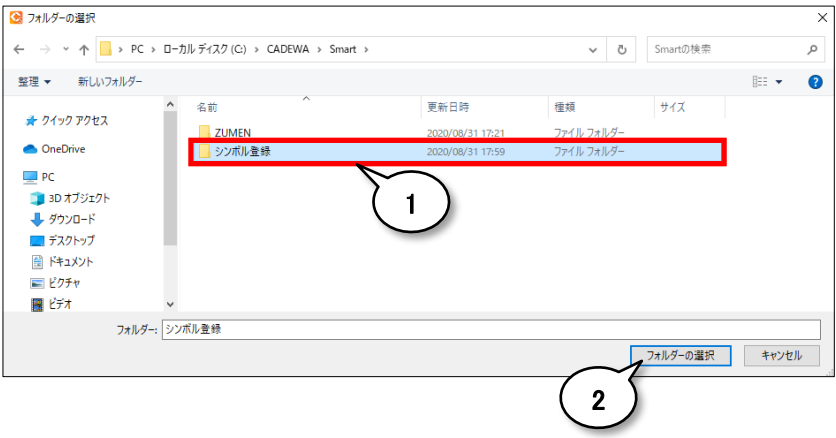 フォルダーの選択
PC ローカル ディスク (C:) CADEWA Smart Smartの検索
整理 新しいフォルダー
名前 更新日時 種類 サイズ
クイック アクセス
OneDrive
PC
3D オブジェクト
ダウンロード
デスクトップ
ドキュメント
ピクチャ
ビデオ
ZUMEN 2020/08/31 17:21 ファイル フォルダー
シンボル登録 2020/08/31 17:59 ファイル フォルダー
1
フォルダー: シンボル登録
フォルダーの選択 キャンセル
2